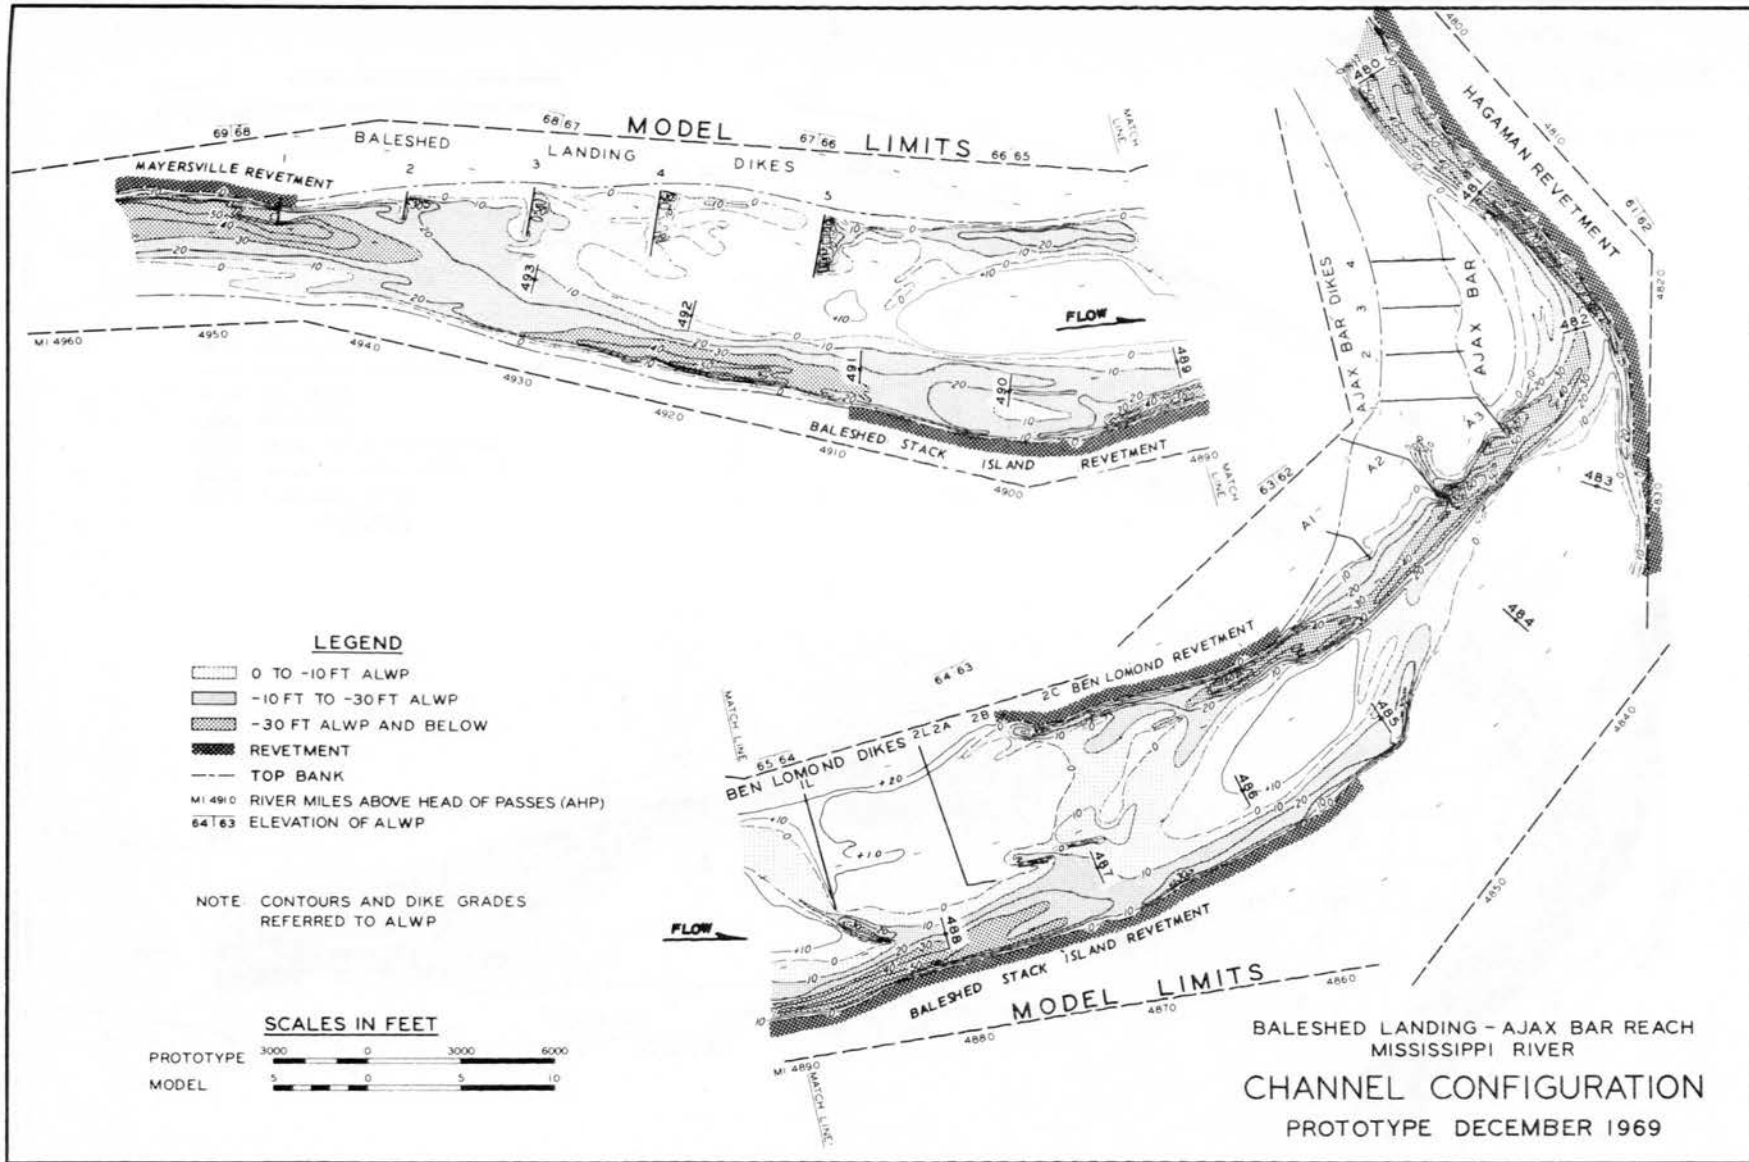 MODEL LIMITS
BALESHED LANDING DIKES
MAYERSVILLE REVETMENT
69 68
68 67
67 66
66 65
MATCH LINE
1
2
3
4
5
493
492
491
490
489
FLOW
MI 4960
4950
4940
4930
4920
4910
4900
4890
BALESHED STACK ISLAND REVETMENT
MATCH LINE
4800
4810
4820
4830
4840
4850
HAGAMAN REVETMENT
61 62
480
481
482
483
484
485
486
487
488
AJAX BAR DIKES
4
3
2
AJAX BAR
A3
A2
A1
63 62
64 63
65 64
MATCH LINE
BEN LOMOND REVETMENT
BEN LOMOND DIKES
1L
2L 2A
2B
2C
+20
+10
+10
FLOW
BALESHED STACK ISLAND REVETMENT
MODEL LIMITS
4860
4870
4880
MI 4890
MATCH LINE
LEGEND
0 TO -10 FT ALWP
-10 FT TO -30 FT ALWP
-30 FT ALWP AND BELOW
REVETMENT
TOP BANK
MI 4910 RIVER MILES ABOVE HEAD OF PASSES (AHP)
64 63 ELEVATION OF ALWP
NOTE: CONTOURS AND DIKE GRADES
REFERRED TO ALWP
SCALES IN FEET
PROTOTYPE 3000 0 3000 6000
MODEL 5 0 5 10
BALESHED LANDING - AJAX BAR REACH
MISSISSIPPI RIVER
CHANNEL CONFIGURATION
PROTOTYPE DECEMBER 1969